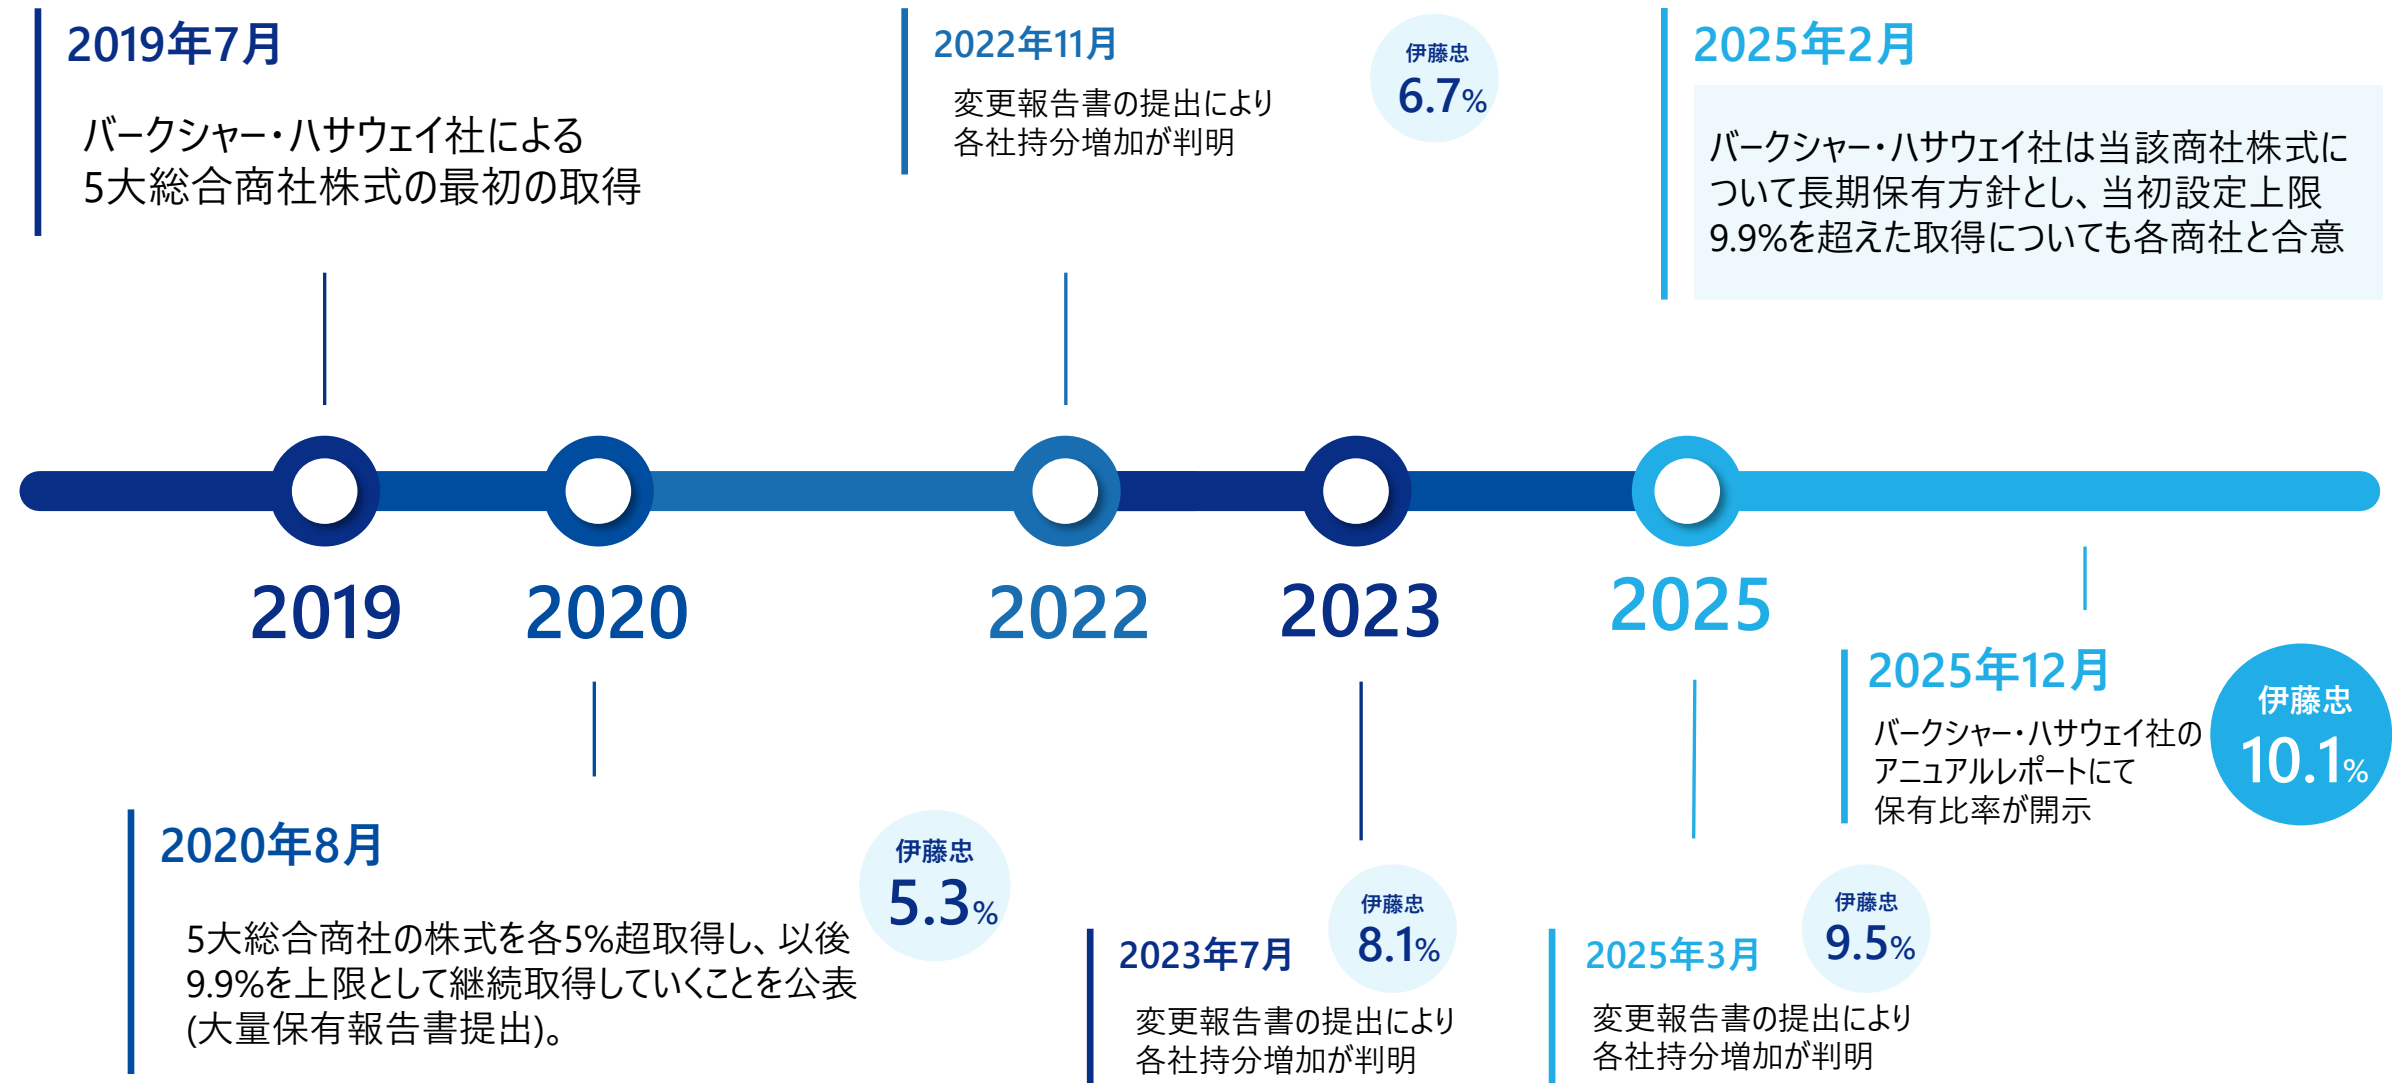 2019年7月
バークシャー・ハサウェイ社による
5大総合商社株式の最初の取得
2022年11月
変更報告書の提出により
各社持分増加が判明
伊藤忠
6.7%
2025年2月
バークシャー・ハサウェイ社は当該商社株式に
ついて長期保有方針とし、当初設定上限
9.9%を超えた取得についても各商社と合意
2019
2020
2022
2023
2025
2020年8月
5大総合商社の株式を各5%超取得し、以後
9.9%を上限として継続取得していくことを公表
(大量保有報告書提出)。
伊藤忠
5.3%
2023年7月
伊藤忠
8.1%
変更報告書の提出により
各社持分増加が判明
2025年3月
伊藤忠
9.5%
変更報告書の提出により
各社持分増加が判明
2025年12月
バークシャー・ハサウェイ社の
アニュアルレポートにて
保有比率が開示
伊藤忠
10.1%